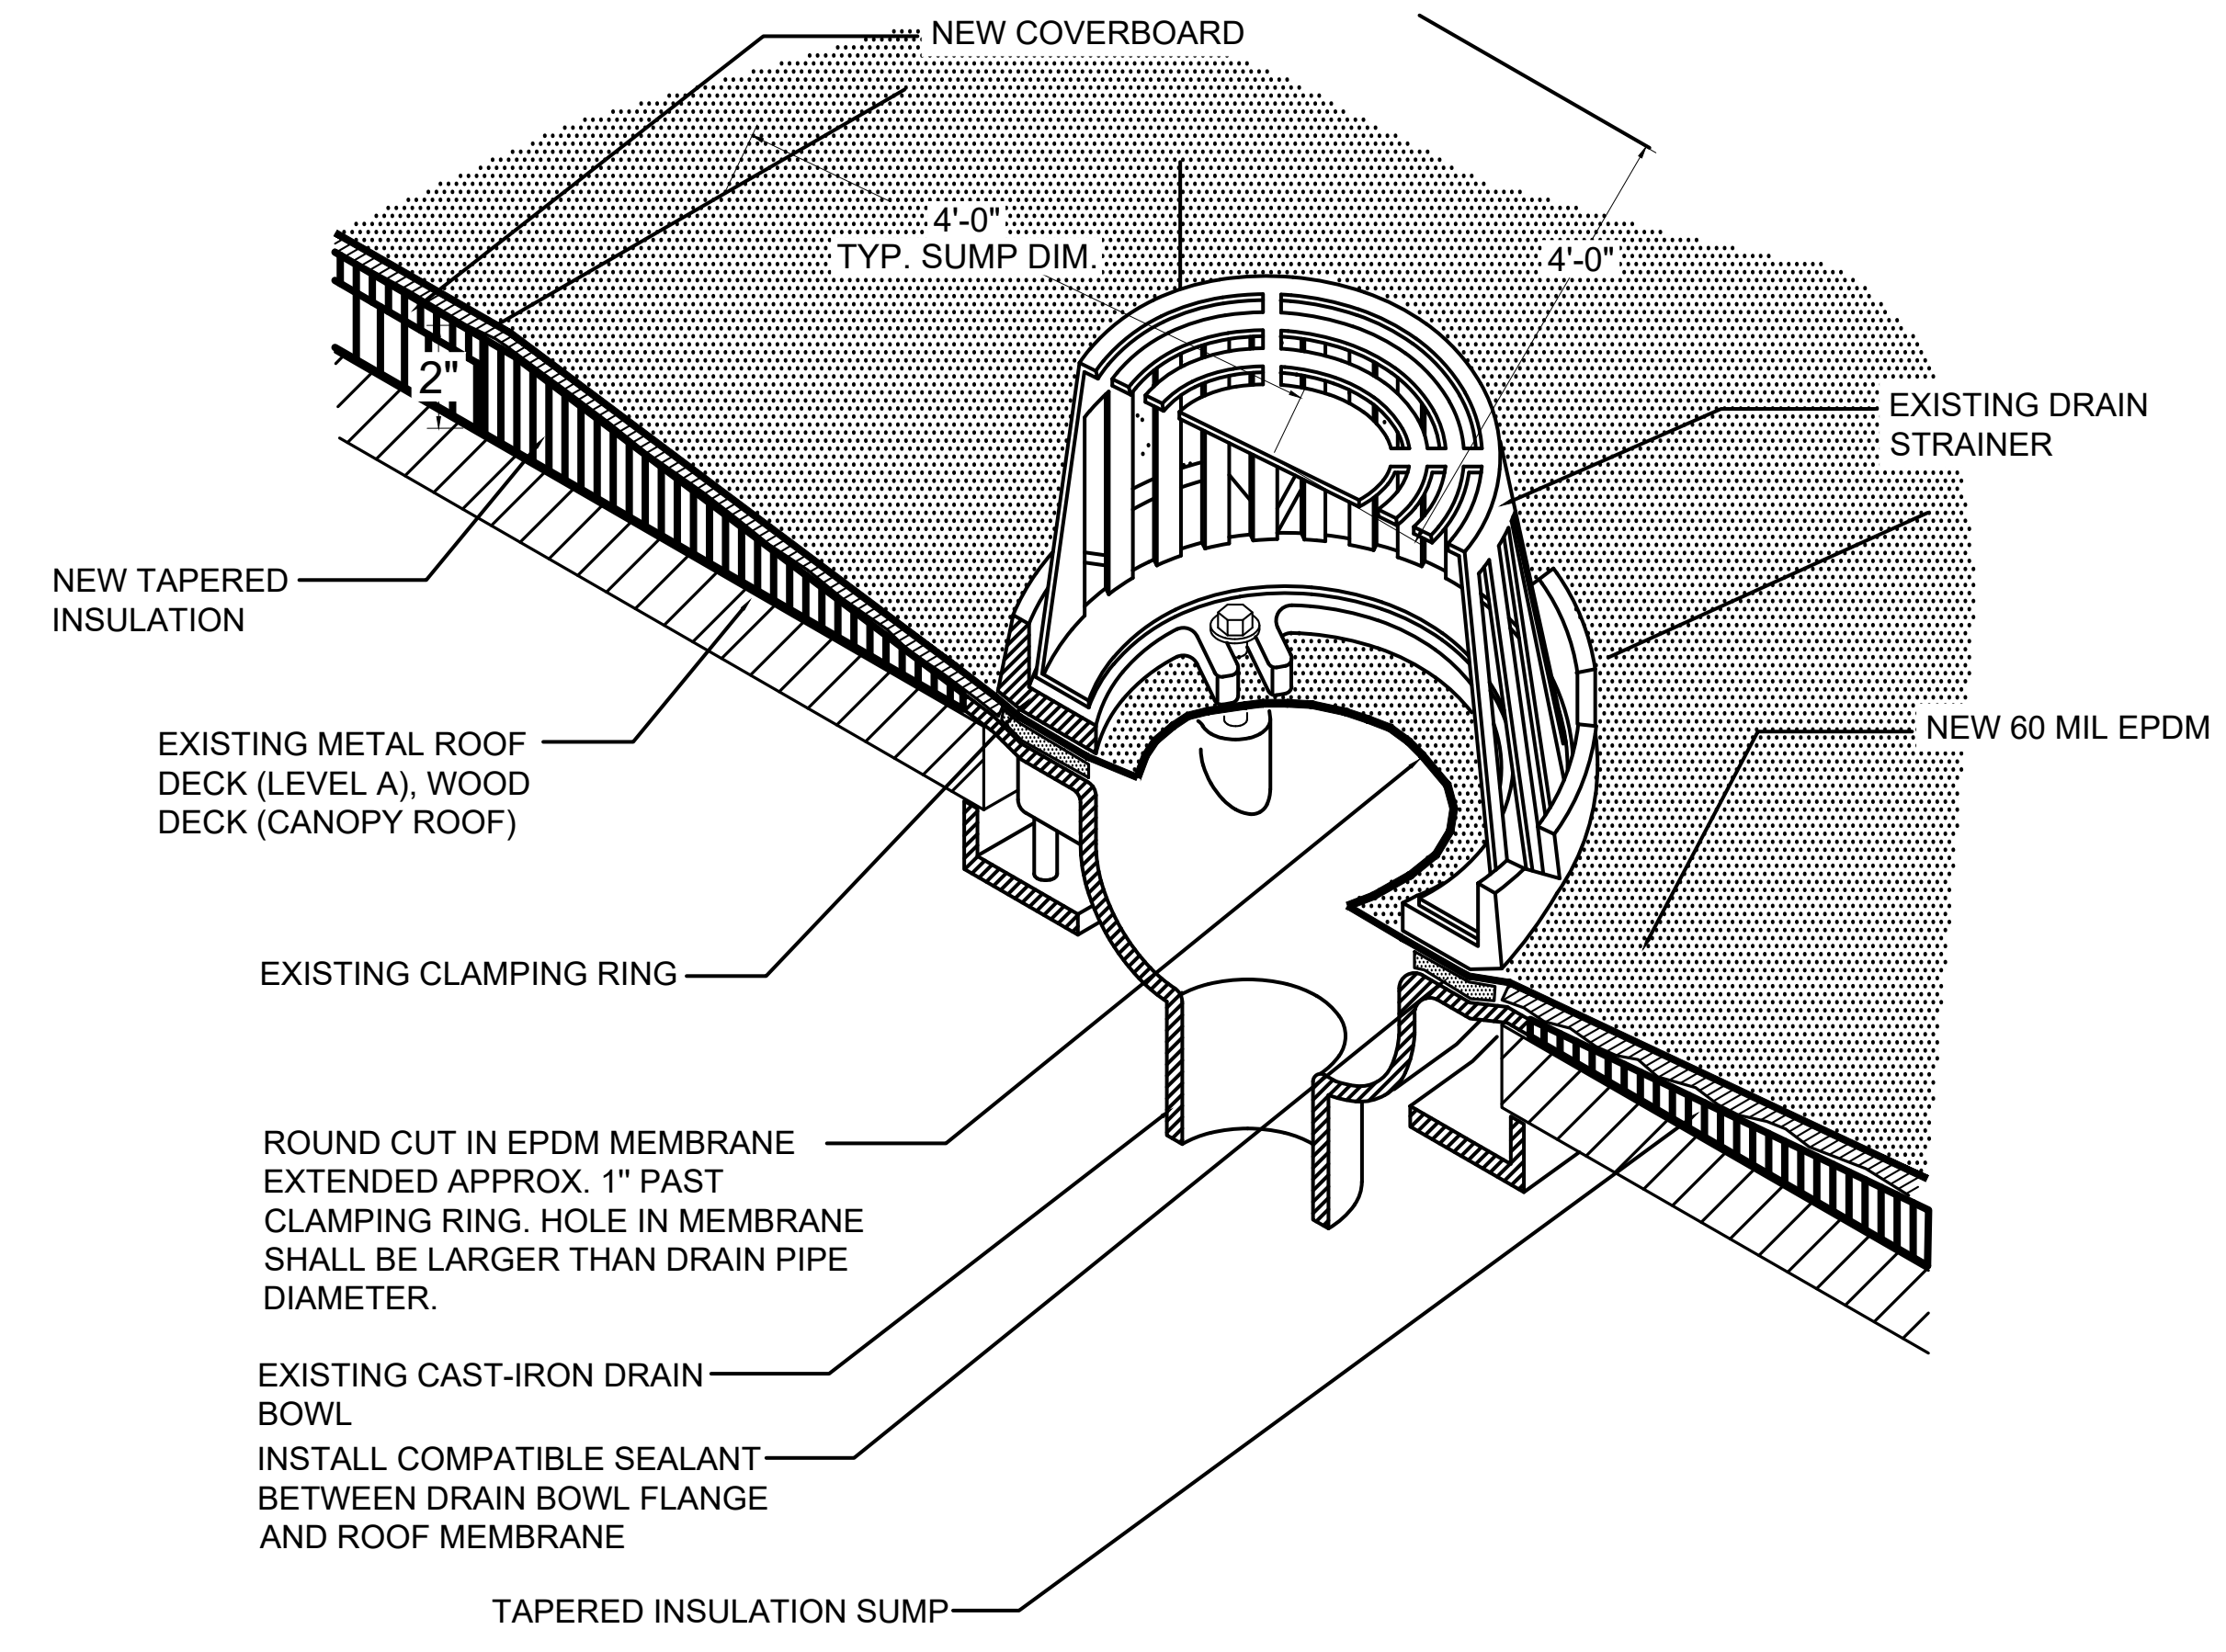 NEW COVERBOARD
4'-0"
TYP. SUMP DIM.
4'-0"
2"
EXISTING DRAIN
STRAINER
NEW TAPERED
INSULATION
NEW 60 MIL EPDM
EXISTING METAL ROOF
DECK (LEVEL A), WOOD
DECK (CANOPY ROOF)
EXISTING CLAMPING RING
ROUND CUT IN EPDM MEMBRANE
EXTENDED APPROX. 1" PAST
CLAMPING RING. HOLE IN MEMBRANE
SHALL BE LARGER THAN DRAIN PIPE
DIAMETER.
EXISTING CAST-IRON DRAIN
BOWL
INSTALL COMPATIBLE SEALANT
BETWEEN DRAIN BOWL FLANGE
AND ROOF MEMBRANE
TAPERED INSULATION SUMP